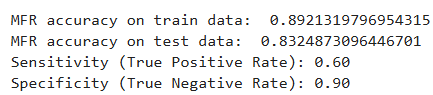 MFR accuracy on train data:  0.8921319796954315
MFR accuracy on test data:  0.8324873096446701
Sensitivity (True Positive Rate): 0.60
Specificity (True Negative Rate): 0.90